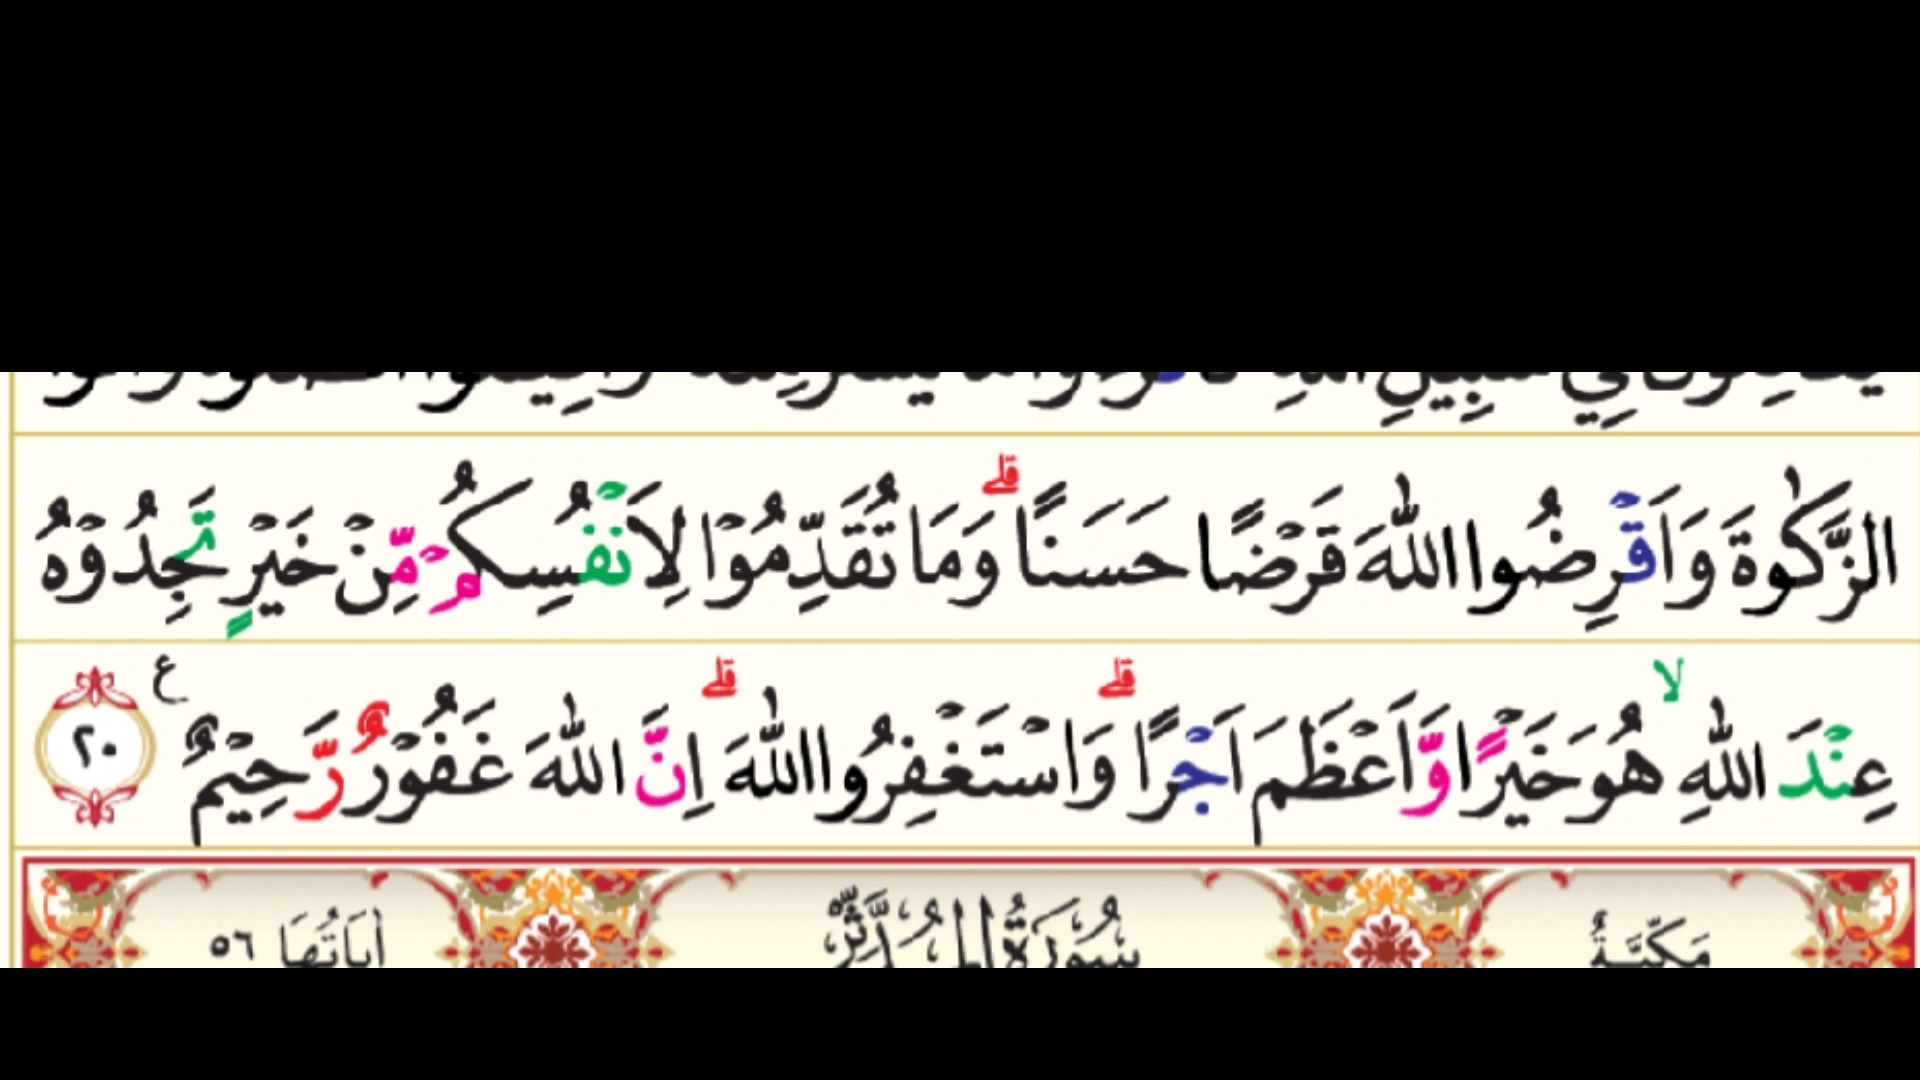 الزَّكٰوةَ وَاَقْرِضُوا اللّٰهَ قَرْضًا حَسَنًا ۗ وَمَا تُقَدِّمُوْا لِاَنْفُسِكُمْ مِّنْ خَيْرٍ تَجِدُوْهُ
عِنْدَ اللّٰهِ ۙ هُوَ خَيْرًا وَّاَعْظَمَ اَجْرًا ۗ وَاسْتَغْفِرُوا اللّٰهَ ۗ اِنَّ اللّٰهَ غَفُوْرٌ رَّحِيْمٌ ع ٢٠
مَكِّيَّةٌ سُوْرَةُ الْمُدَّثِّرْ اٰيَاتُهَا ٥٦